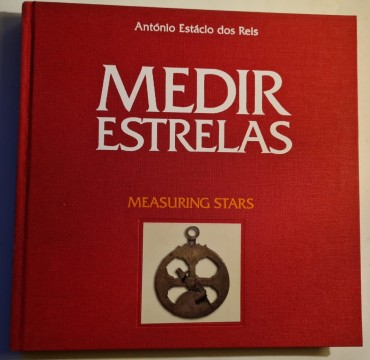 António Estácio dos Reis
MEDIR
ESTRELAS
MEASURING STARS